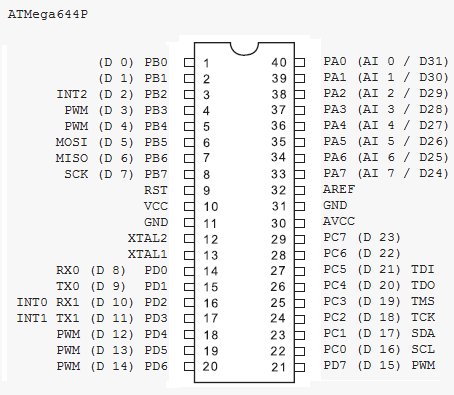 ATMega644P
(D 0) PB0 1 40 PA0 (AI 0 / D31)
(D 1) PB1 2 39 PA1 (AI 1 / D30)
INT2 (D 2) PB2 3 38 PA2 (AI 2 / D29)
PWM (D 3) PB3 4 37 PA3 (AI 3 / D28)
PWM (D 4) PB4 5 36 PA4 (AI 4 / D27)
MOSI (D 5) PB5 6 35 PA5 (AI 5 / D26)
MISO (D 6) PB6 7 34 PA6 (AI 6 / D25)
SCK (D 7) PB7 8 33 PA7 (AI 7 / D24)
RST 9 32 AREF
VCC 10 31 GND
GND 11 30 AVCC
XTAL2 12 29 PC7 (D 23)
XTAL1 13 28 PC6 (D 22)
RX0 (D 8) PD0 14 27 PC5 (D 21) TDI
TX0 (D 9) PD1 15 26 PC4 (D 20) TDO
INT0 RX1 (D 10) PD2 16 25 PC3 (D 19) TMS
INT1 TX1 (D 11) PD3 17 24 PC2 (D 18) TCK
PWM (D 12) PD4 18 23 PC1 (D 17) SDA
PWM (D 13) PD5 19 22 PC0 (D 16) SCL
PWM (D 14) PD6 20 21 PD7 (D 15) PWM